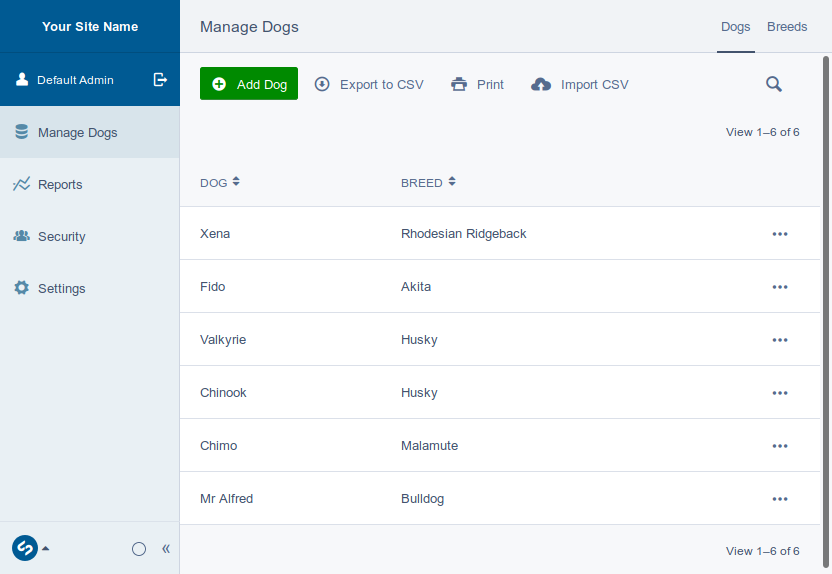 Your Site Name
Manage Dogs
Dogs Breeds
Default Admin
Add Dog Export to CSV Print Import CSV
Manage Dogs
View 1–6 of 6
Reports
DOG BREED
Security
Xena Rhodesian Ridgeback
Settings
Fido Akita
Valkyrie Husky
Chinook Husky
Chimo Malamute
Mr Alfred Bulldog
View 1–6 of 6